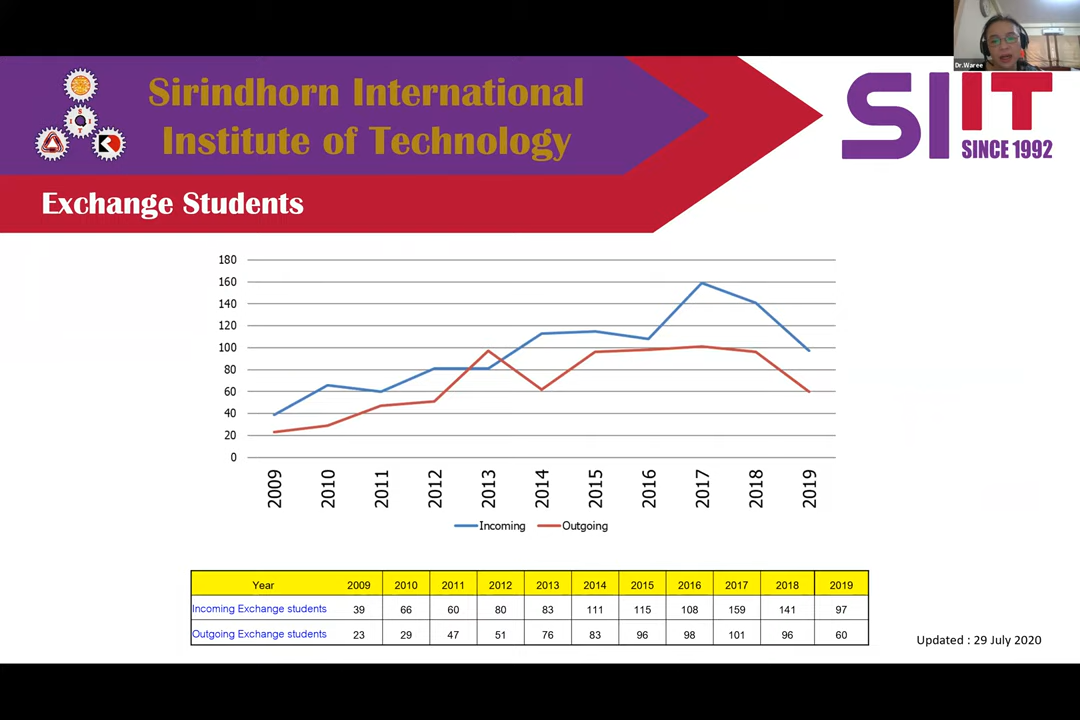 Dr.Waree
Sirindhorn International
Institute of Technology
S
I I
T
SIIT
SINCE 1992
Exchange Students
180
160
140
120
100
80
60
40
20
0
2009 2010 2011 2012 2013 2014 2015 2016 2017 2018 2019
Incoming Outgoing
Year 2009 2010 2011 2012 2013 2014 2015 2016 2017 2018 2019
Incoming Exchange students 39 66 60 80 83 111 115 108 159 141 97
Outgoing Exchange students 23 29 47 51 76 83 96 98 101 96 60
Updated : 29 July 2020